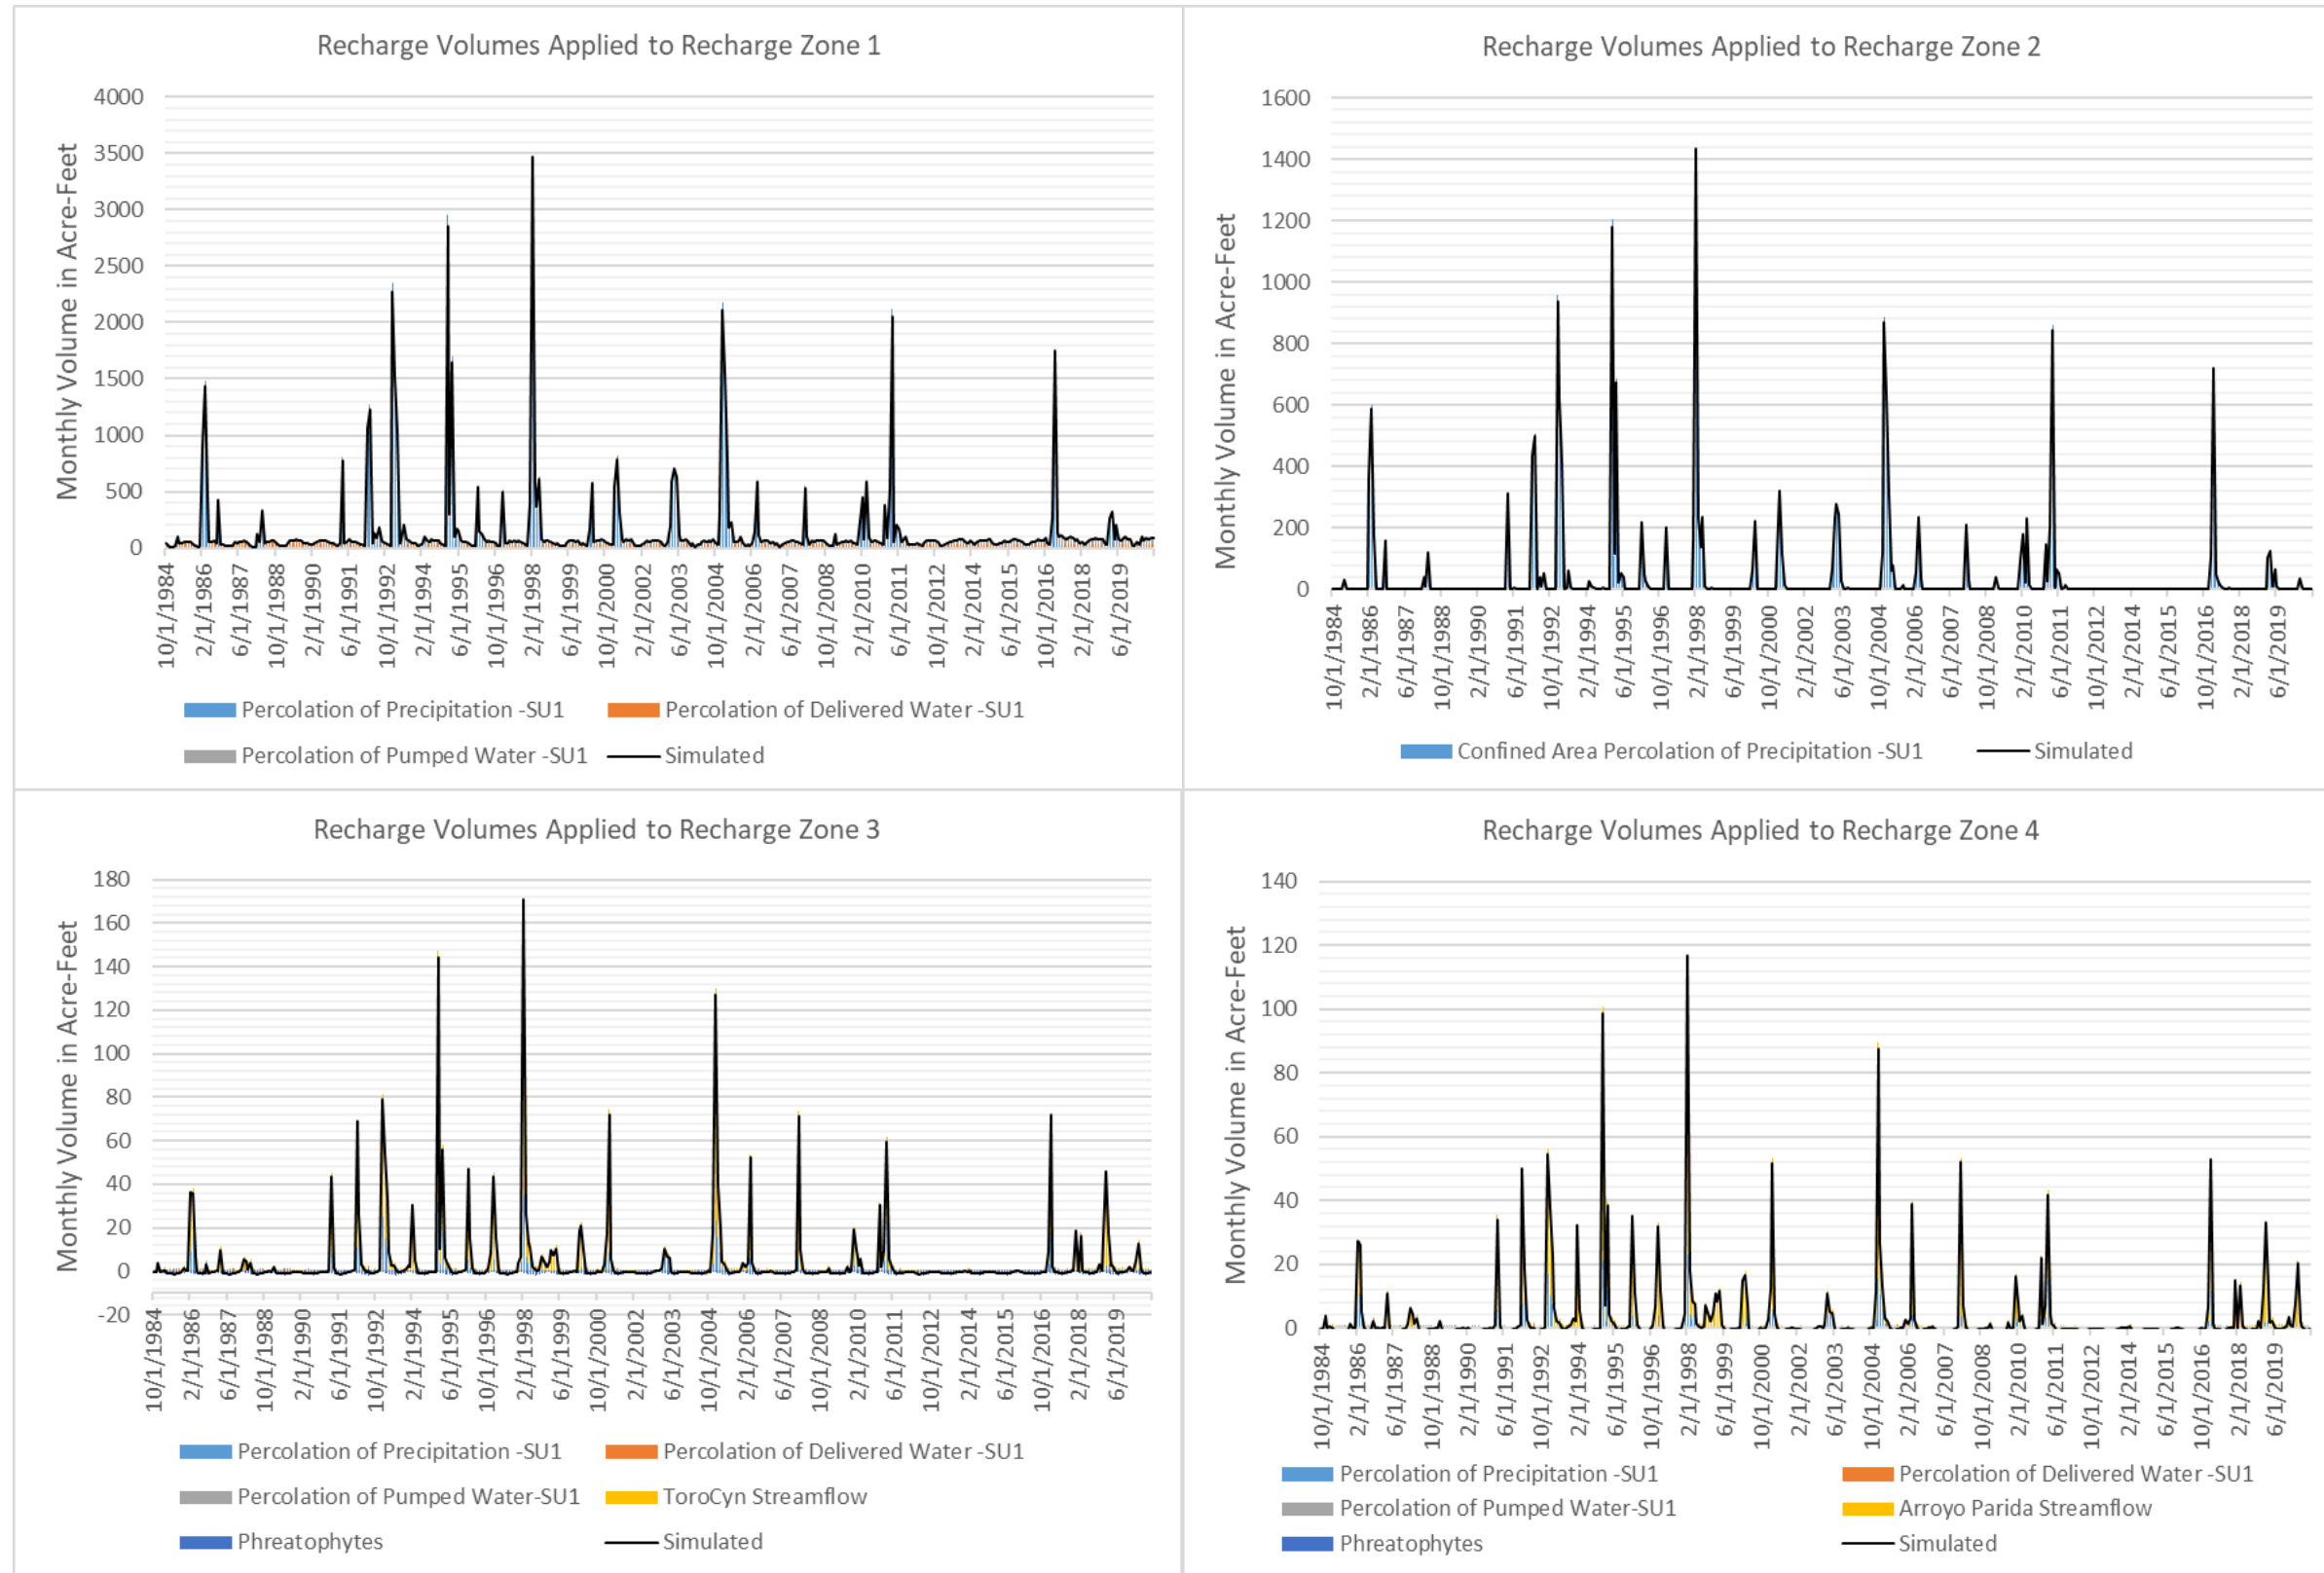 Recharge Volumes Applied to Recharge Zone 1
Monthly Volume in Acre-Feet
4000
3500
3000
2500
2000
1500
1000
500
0
10/1/1984 2/1/1986 6/1/1987 10/1/1988 2/1/1990 6/1/1991 10/1/1992 2/1/1994 6/1/1995 10/1/1996 2/1/1998 6/1/1999 10/1/2000 2/1/2002 6/1/2003 10/1/2004 2/1/2006 6/1/2007 10/1/2008 2/1/2010 6/1/2011 10/1/2012 2/1/2014 6/1/2015 10/1/2016 2/1/2018 6/1/2019
Percolation of Precipitation -SU1 Percolation of Delivered Water -SU1
Percolation of Pumped Water -SU1 Simulated
Recharge Volumes Applied to Recharge Zone 2
Monthly Volume in Acre-Feet
1600
1400
1200
1000
800
600
400
200
0
10/1/1984 2/1/1986 6/1/1987 10/1/1988 2/1/1990 6/1/1991 10/1/1992 2/1/1994 6/1/1995 10/1/1996 2/1/1998 6/1/1999 10/1/2000 2/1/2002 6/1/2003 10/1/2004 2/1/2006 6/1/2007 10/1/2008 2/1/2010 6/1/2011 10/1/2012 2/1/2014 6/1/2015 10/1/2016 2/1/2018 6/1/2019
Confined Area Percolation of Precipitation -SU1 Simulated
Recharge Volumes Applied to Recharge Zone 3
Monthly Volume in Acre-Feet
180
160
140
120
100
80
60
40
20
0
-20
10/1/1984 2/1/1986 6/1/1987 10/1/1988 2/1/1990 6/1/1991 10/1/1992 2/1/1994 6/1/1995 10/1/1996 2/1/1998 6/1/1999 10/1/2000 2/1/2002 6/1/2003 10/1/2004 2/1/2006 6/1/2007 10/1/2008 2/1/2010 6/1/2011 10/1/2012 2/1/2014 6/1/2015 10/1/2016 2/1/2018 6/1/2019
Percolation of Precipitation -SU1 Percolation of Delivered Water -SU1
Percolation of Pumped Water-SU1 ToroCyn Streamflow
Phreatophytes Simulated
Recharge Volumes Applied to Recharge Zone 4
Monthly Volume in Acre-Feet
140
120
100
80
60
40
20
0
10/1/1984 2/1/1986 6/1/1987 10/1/1988 2/1/1990 6/1/1991 10/1/1992 2/1/1994 6/1/1995 10/1/1996 2/1/1998 6/1/1999 10/1/2000 2/1/2002 6/1/2003 10/1/2004 2/1/2006 6/1/2007 10/1/2008 2/1/2010 6/1/2011 10/1/2012 2/1/2014 6/1/2015 10/1/2016 2/1/2018 6/1/2019
Percolation of Precipitation -SU1 Percolation of Delivered Water -SU1
Percolation of Pumped Water-SU1 Arroyo Parida Streamflow
Phreatophytes Simulated